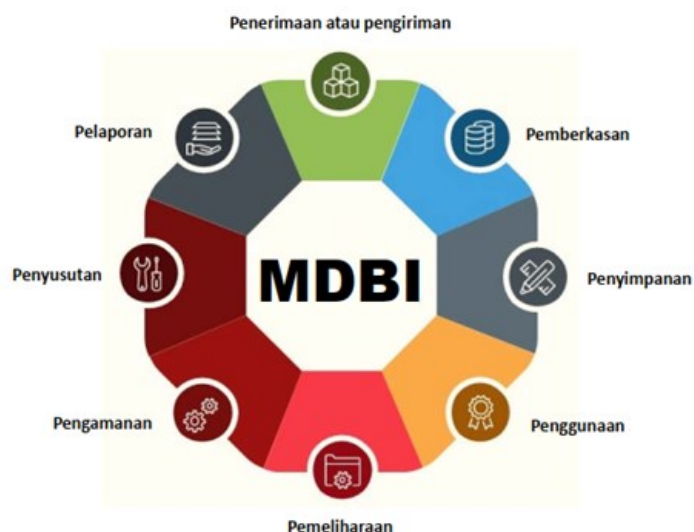 Penerimaan atau pengiriman
Pelaporan
Pemberkasan
Penyusutan
MDBI
Penyimpanan
Pengamanan
Penggunaan
Pemeliharaan